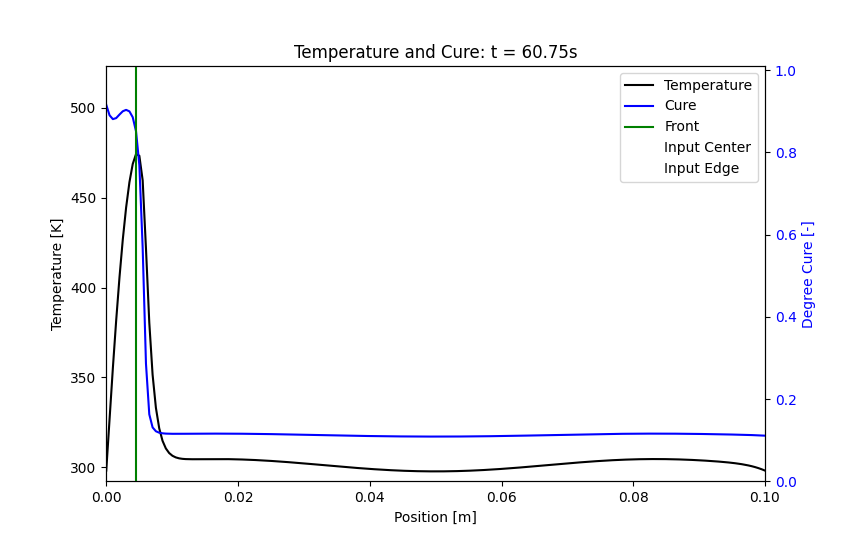 Temperature and Cure: t = 60.75s
Temperature
Cure
Front
Input Center
Input Edge
Temperature [K]
500
450
400
350
300
Degree Cure [-]
1.0
0.8
0.6
0.4
0.2
0.0
0.00 0.02 0.04 0.06 0.08 0.10
Position [m]